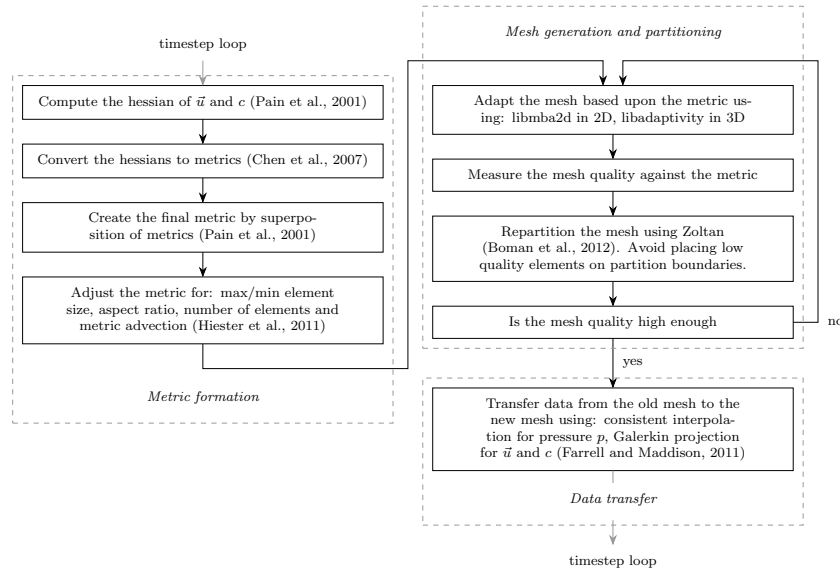 timestep loop
Compute the hessian of u⃗ and c (Pain et al., 2001)
Convert the hessians to metrics (Chen et al., 2007)
Create the final metric by superpo-
sition of metrics (Pain et al., 2001)
Adjust the metric for: max/min element
size, aspect ratio, number of elements and
metric advection (Hiester et al., 2011)
Metric formation
Mesh generation and partitioning
Adapt the mesh based upon the metric us-
ing: libmba2d in 2D, libadaptivity in 3D
Measure the mesh quality against the metric
Repartition the mesh using Zoltan
(Boman et al., 2012). Avoid placing low
quality elements on partition boundaries.
Is the mesh quality high enough
no
yes
Transfer data from the old mesh to the
new mesh using: consistent interpola-
tion for pressure p, Galerkin projection
for u⃗ and c (Farrell and Maddison, 2011)
Data transfer
timestep loop